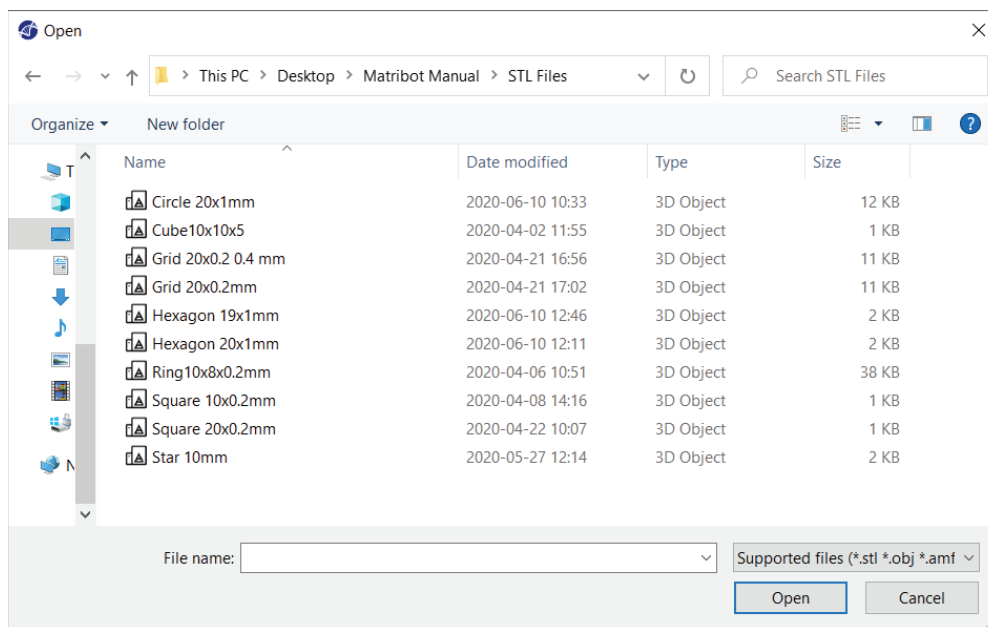 Open
This PC > Desktop > Matribot Manual > STL Files
Search STL Files
Organize
New folder
?
Name Date modified Type Size
Circle 20x1mm 2020-06-10 10:33 3D Object 12 KB
Cube10x10x5 2020-04-02 11:55 3D Object 1 KB
Grid 20x0.2 0.4 mm 2020-04-21 16:56 3D Object 11 KB
Grid 20x0.2mm 2020-04-21 17:02 3D Object 11 KB
Hexagon 19x1mm 2020-06-10 12:46 3D Object 2 KB
Hexagon 20x1mm 2020-06-10 12:11 3D Object 2 KB
Ring10x8x0.2mm 2020-04-06 10:51 3D Object 38 KB
Square 10x0.2mm 2020-04-08 14:16 3D Object 1 KB
Square 20x0.2mm 2020-04-22 10:07 3D Object 1 KB
Star 10mm 2020-05-27 12:14 3D Object 2 KB
File name:
Supported files (*.stl *.obj *.amf
Open
Cancel